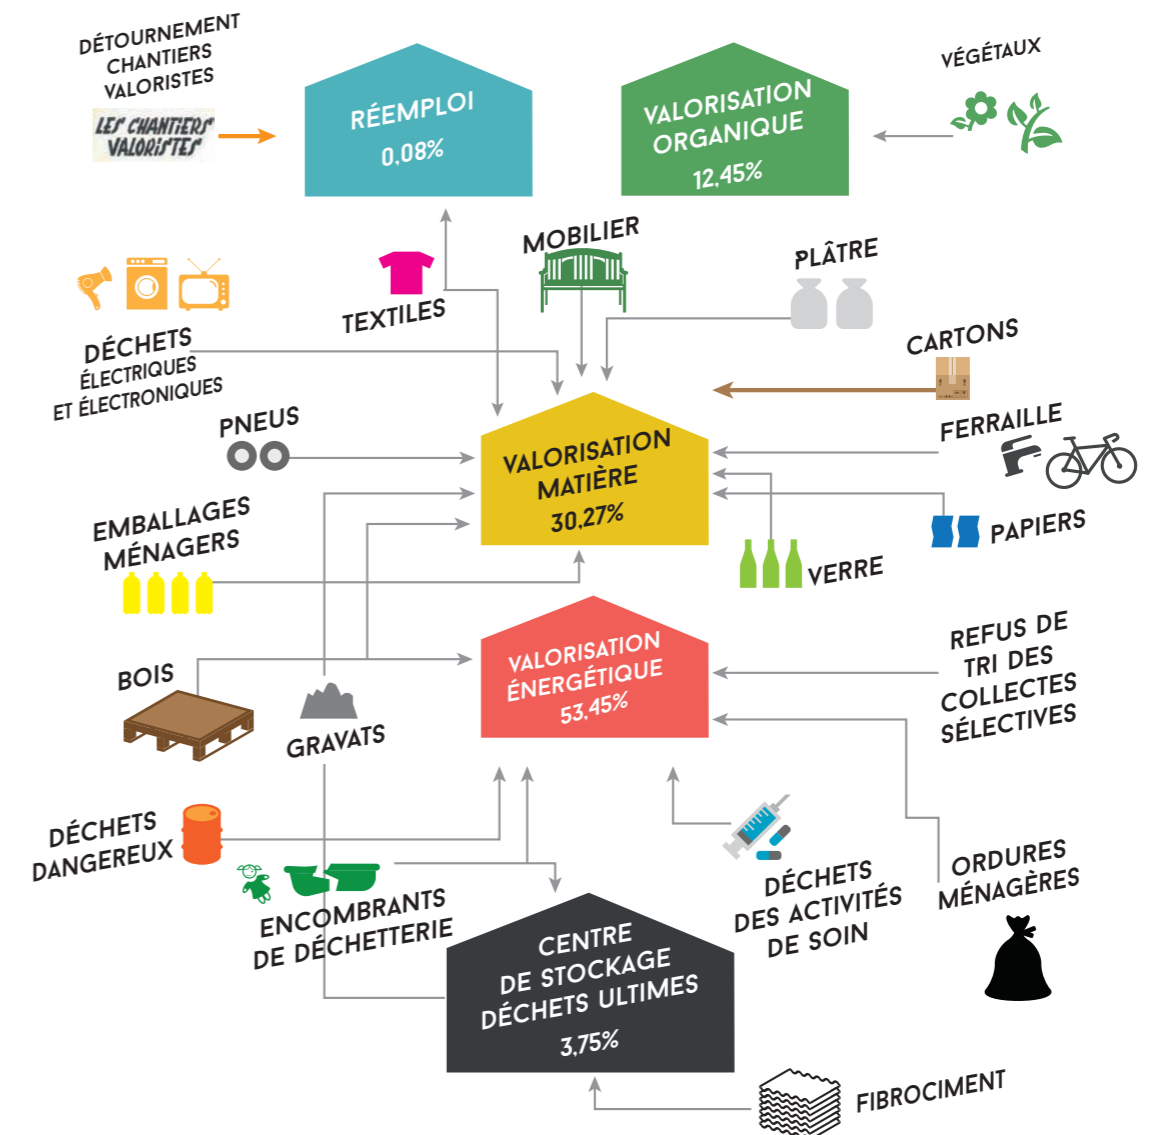 DÉTOURNEMENT
CHANTIERS
VALORISTES
LES CHANTIERS
VALORISTES
RÉEMPLOI
0,08%
VALORISATION
ORGANIQUE
12,45%
VÉGÉTAUX
DÉCHETS
ÉLECTRIQUES
ET ÉLECTRONIQUES
TEXTILES
MOBILIER
PLÂTRE
CARTONS
PNEUS
FERRAILLE
VALORISATION
MATIÈRE
30,27%
EMBALLAGES
MÉNAGERS
PAPIERS
VERRE
BOIS
GRAVATS
VALORISATION
ÉNERGÉTIQUE
53,45%
REFUS DE
TRI DES
COLLECTES
SÉLECTIVES
DÉCHETS
DANGEREUX
ENCOMBRANTS
DE DÉCHETTERIE
DÉCHETS
DES ACTIVITÉS
DE SOIN
ORDURES
MÉNAGÈRES
CENTRE
DE STOCKAGE
DÉCHETS ULTIMES
3,75%
FIBROCIMENT